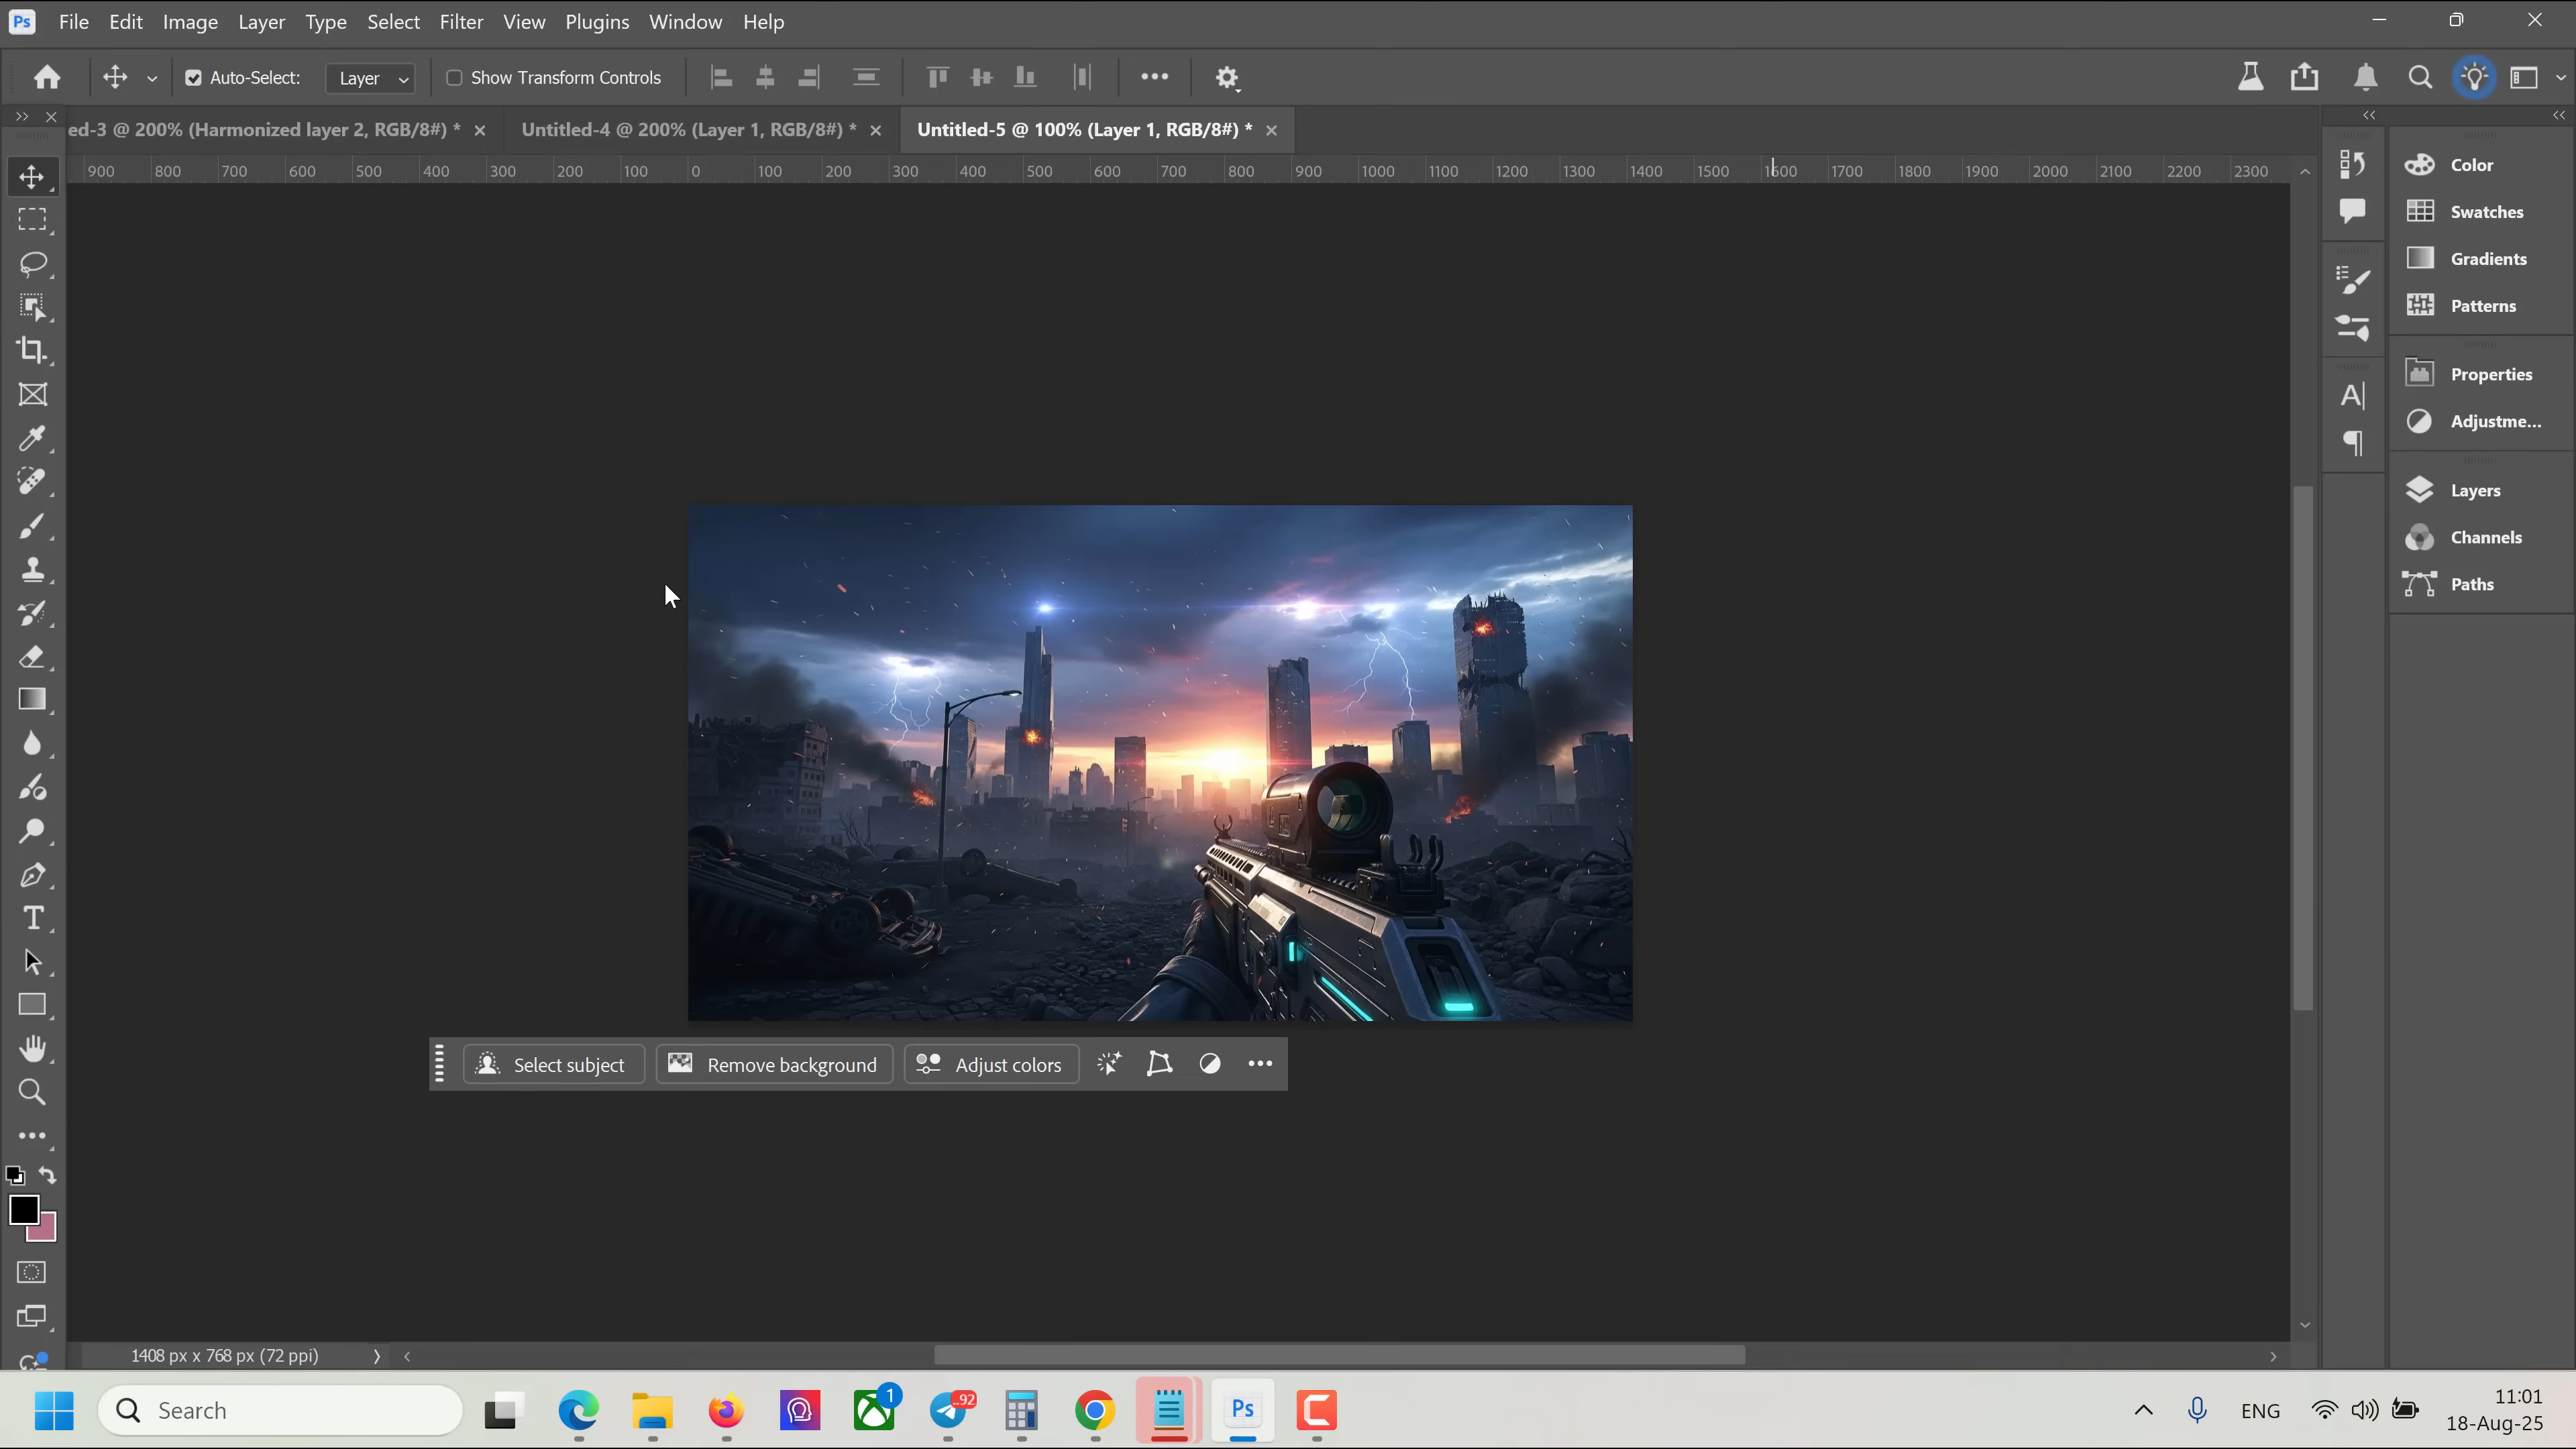 Ps File Edit Image Layer Type Select Filter View Plugins Window Help
Auto-Select: Layer Show Transform Controls
ed-3 @ 200% (Harmonized layer 2, RGB/8#) * Untitled-4 @ 200% (Layer 1, RGB/8#) * Untitled-5 @ 100% (Layer 1, RGB/8#) *
900 800 700 600 500 400 300 200 100 0 100 200 300 400 500 600 700 800 900 1000 1100 1200 1300 1400 1500 1600 1700 1800 1900 2000 2100 2200 2300
Color
Swatches
Gradients
Patterns
Properties
Adjustme...
Layers
Channels
Paths
Select subject Remove background Adjust colors
1408 px x 768 px (72 ppi)
Search
1
..92
Ps
ENG
11:01
18-Aug-25